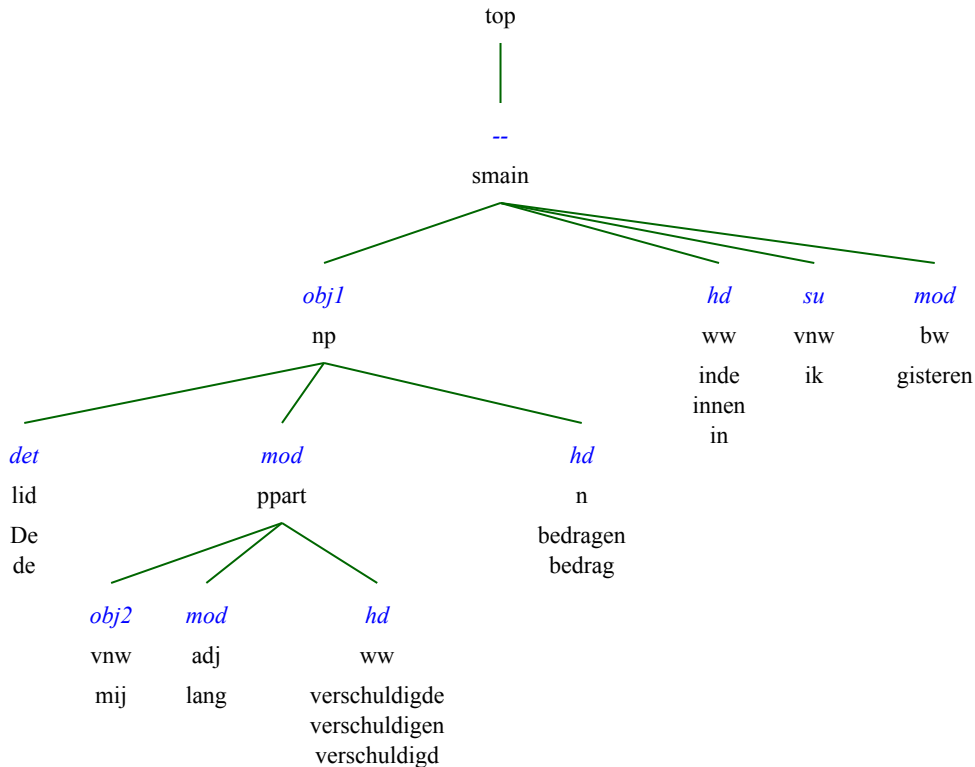 top
--
smain
obj1 hd su mod
np ww vnw bw
inde ik gisteren
innen
in
det mod hd
lid ppart n
De bedragen
de bedrag
obj2 mod hd
vnw adj ww
mij lang verschuldigde
verschuldigen
verschuldigd